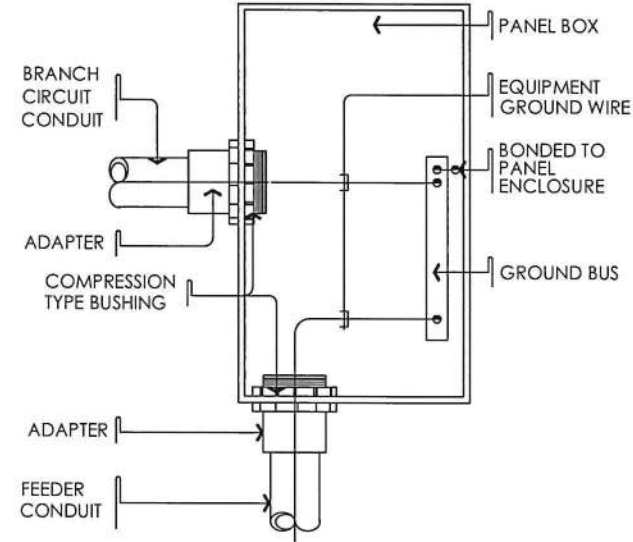 PANEL BOX
BRANCH
CIRCUIT
CONDUIT
EQUIPMENT
GROUND WIRE
BONDED TO
PANEL
ENCLOSURE
ADAPTER
COMPRESSION
TYPE BUSHING
GROUND BUS
ADAPTER
FEEDER
CONDUIT